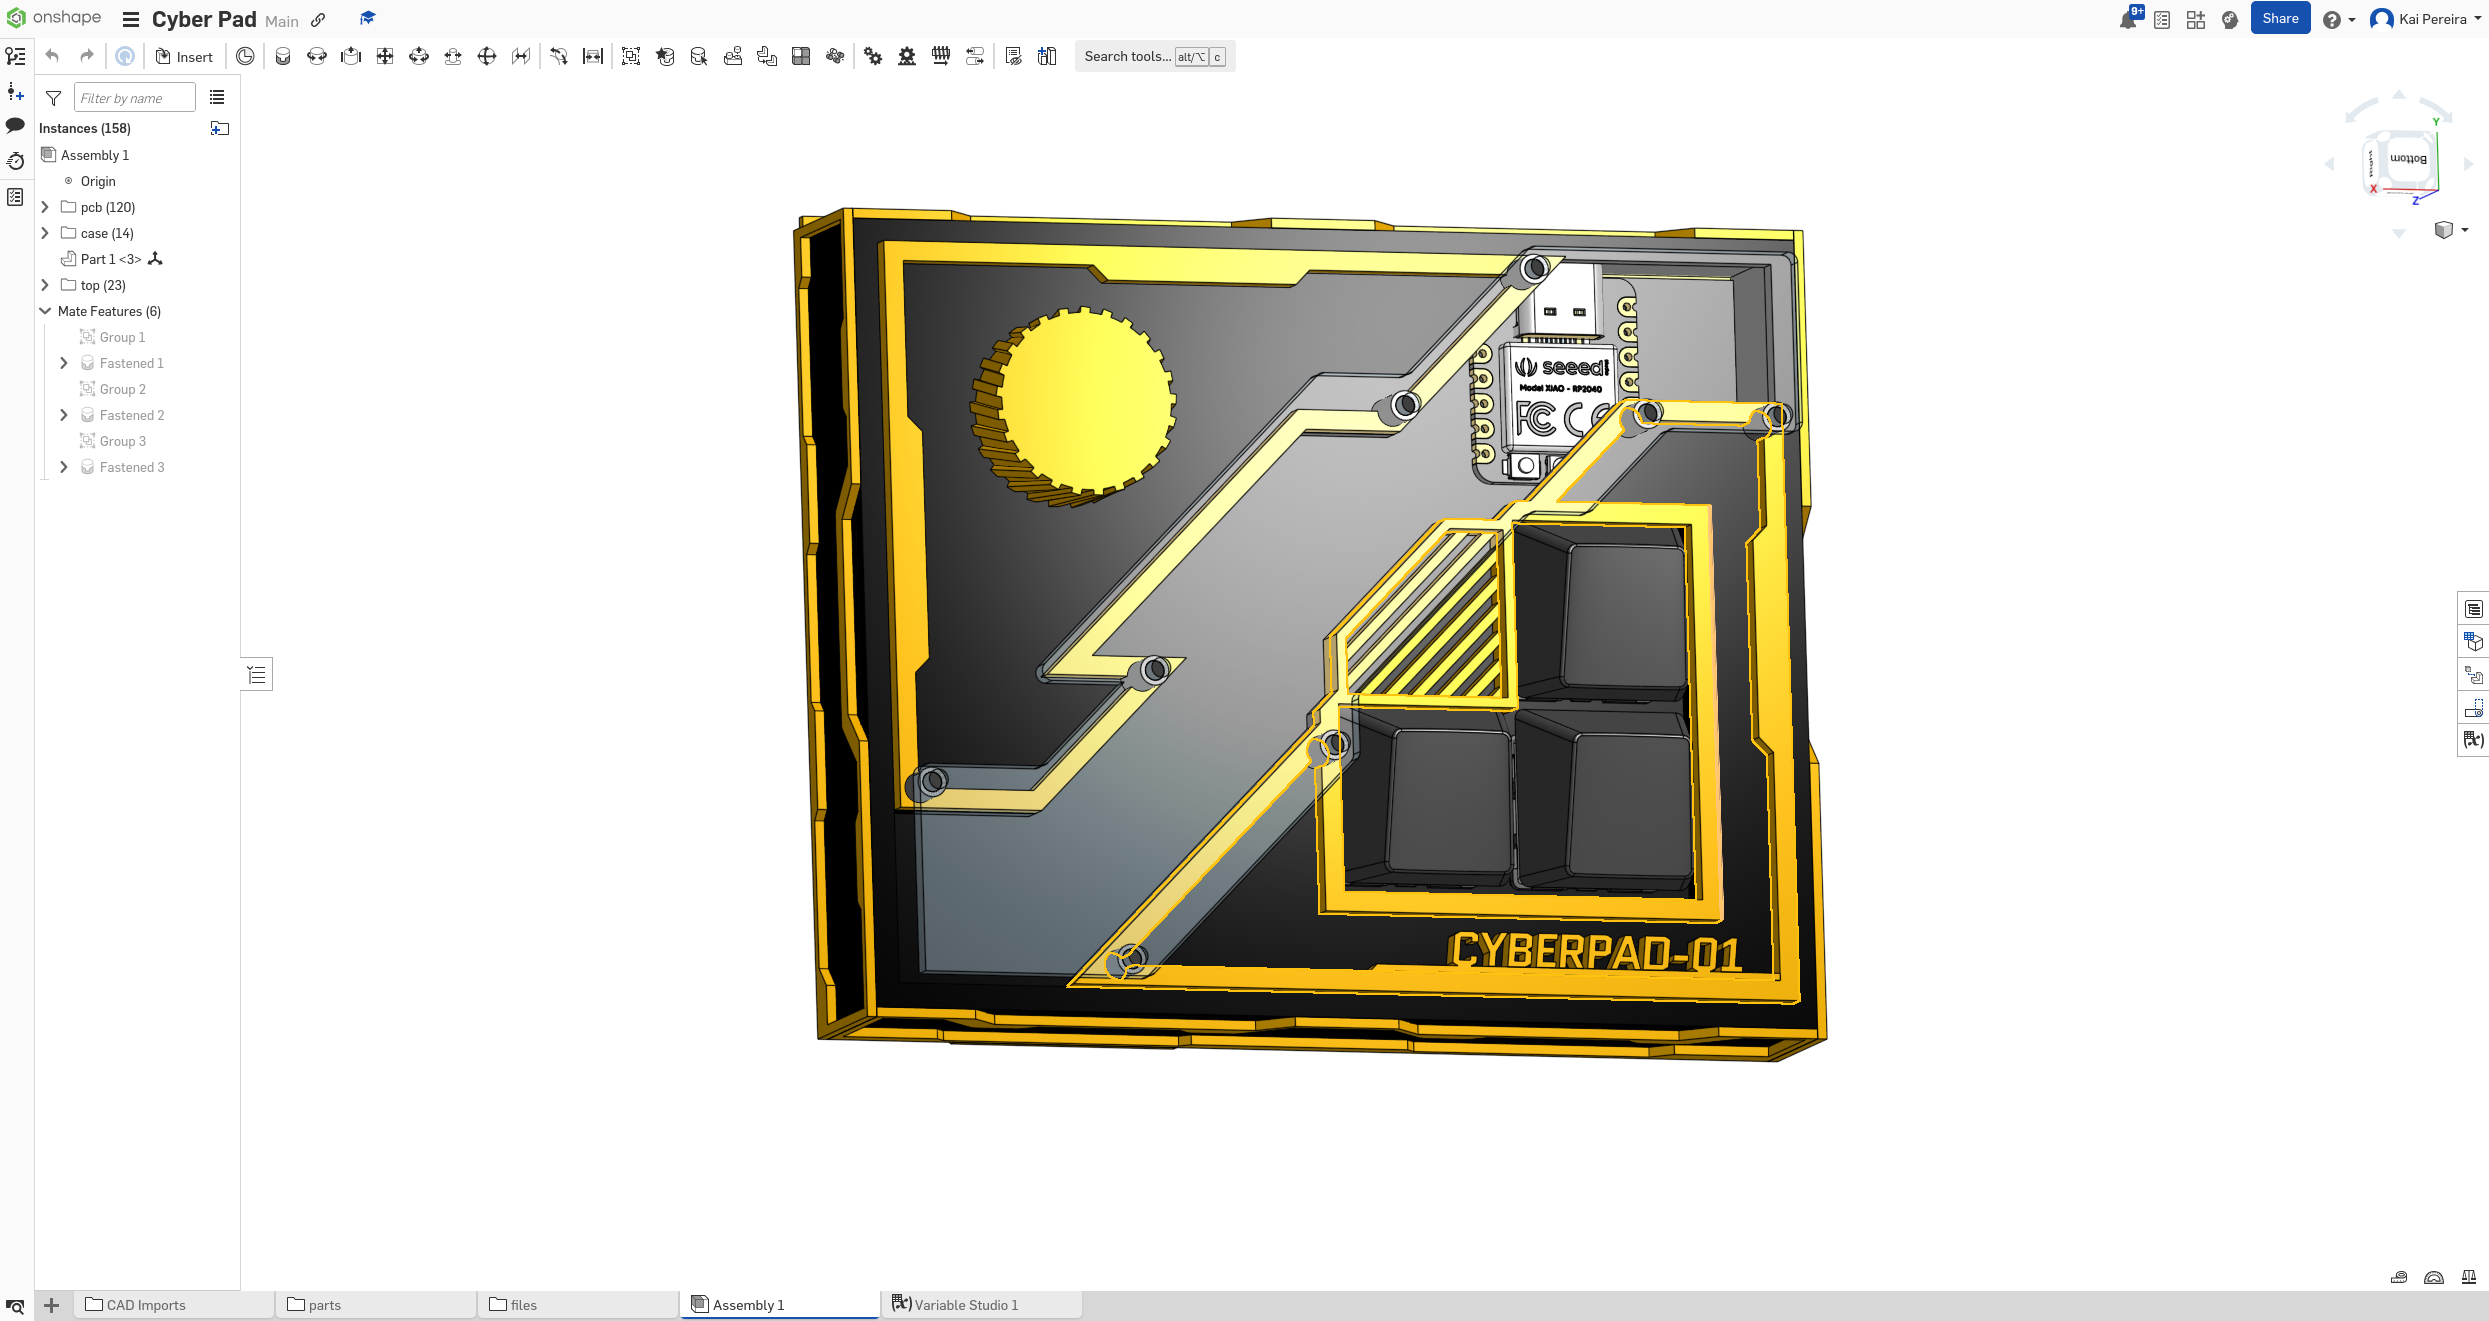 onshape
Cyber Pad Main
9+
Share
Kai Pereira
Insert
Search tools... alt/⌥ c
Filter by name
Instances (158)
Assembly 1
Origin
pcb (120)
case (14)
Part 1 <3>
top (23)
Mate Features (6)
Group 1
Fastened 1
Group 2
Fastened 2
Group 3
Fastened 3
Y
Right
Bottom
X
Z
seeed
Model XIAO - RP2040
FC CE
CYBERPAD-01
CAD Imports
parts
files
Assembly 1
Variable Studio 1